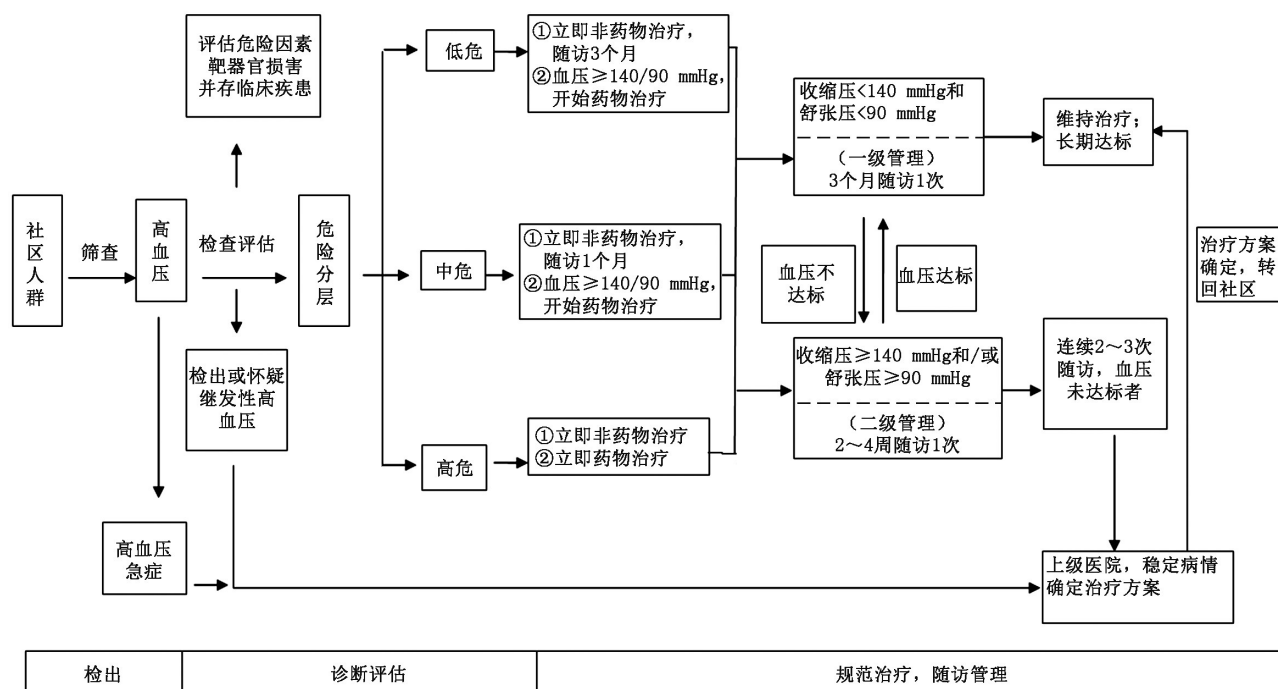 评估危险因素
靶器官损害
并存临床疾患
社区人群
筛查
高血压
检查评估
危险分层
检出或怀疑
继发性高
血压
高血压
急症
低危
①立即非药物治疗,
随访3个月
②血压≥140/90 mmHg,
开始药物治疗
中危
①立即非药物治疗,
随访1个月
②血压≥140/90 mmHg,
开始药物治疗
高危
①立即非药物治疗
②立即药物治疗
收缩压<140 mmHg和
舒张压<90 mmHg
(一级管理)
3个月随访1次
血压不
达标
血压达标
收缩压≥140 mmHg和/或
舒张压≥90 mmHg
(二级管理)
2～4周随访1次
维持治疗;
长期达标
治疗方案
确定，转
回社区
连续2～3次
随访，血压
未达标者
上级医院，稳定病情
确定治疗方案
检出
诊断评估
规范治疗，随访管理